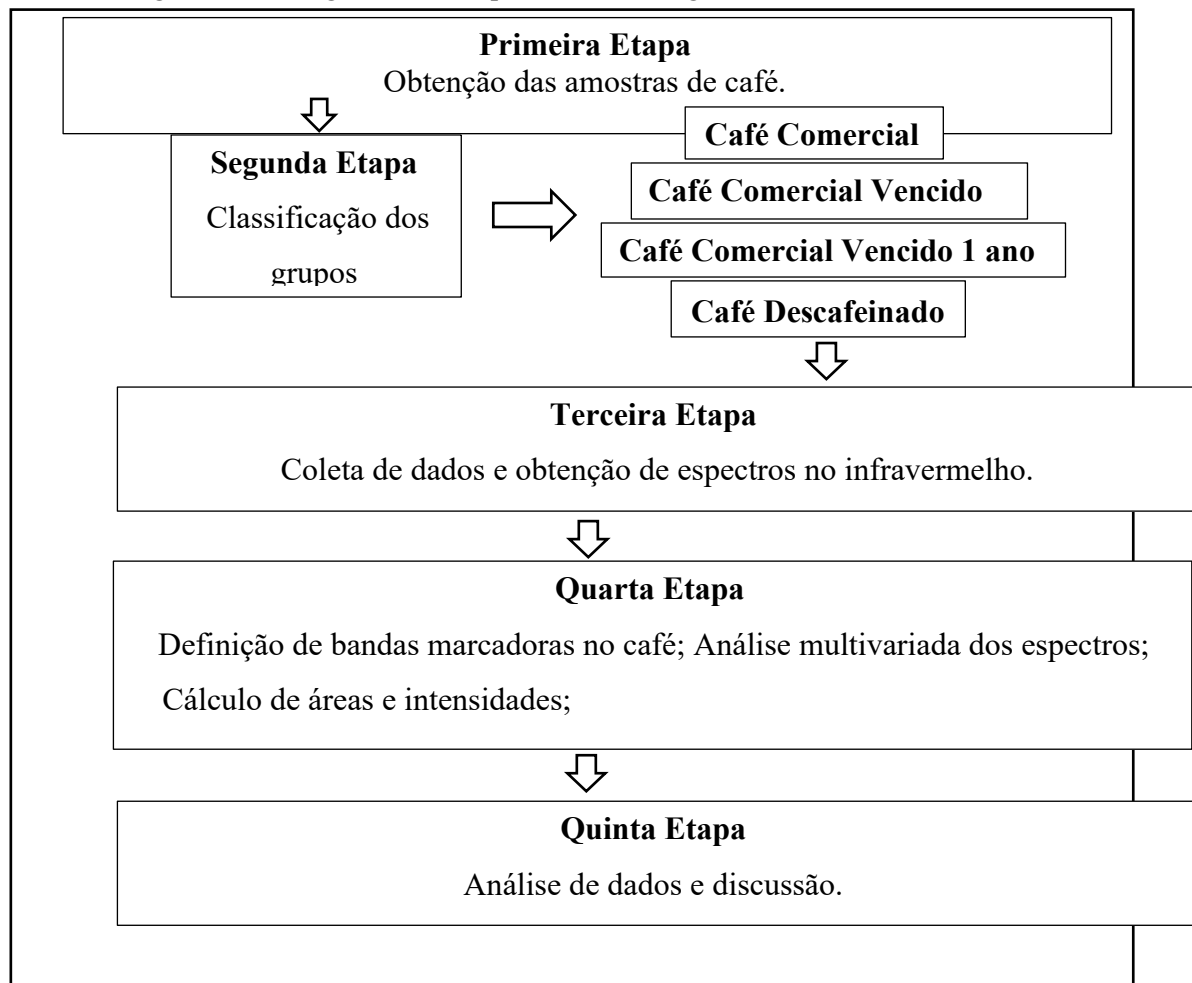 Primeira Etapa
Obtenção das amostras de café.
Segunda Etapa
Classificação dos
grupos
Café Comercial
Café Comercial Vencido
Café Comercial Vencido 1 ano
Café Descafeinado
Terceira Etapa
Coleta de dados e obtenção de espectros no infravermelho.
Quarta Etapa
Definição de bandas marcadoras no café; Análise multivariada dos espectros;
Cálculo de áreas e intensidades;
Quinta Etapa
Análise de dados e discussão.